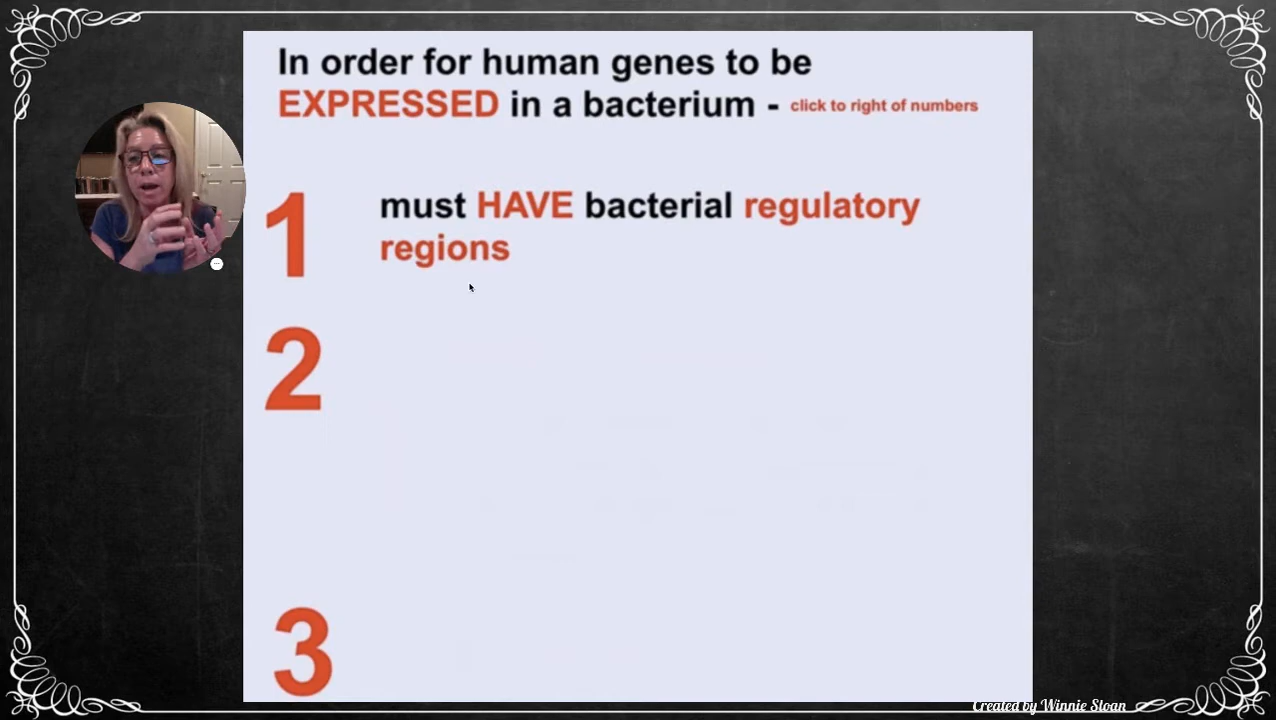 In order for human genes to be
EXPRESSED in a bacterium - click to right of numbers
1 must HAVE bacterial regulatory
regions
2
3
Created by Winnie Sloan